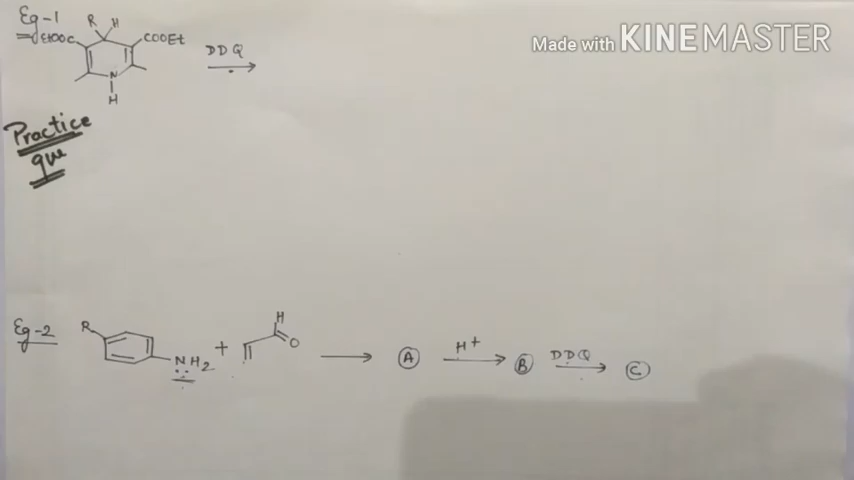 Eg-1
R H
EtOOC COOEt
N
H
DDQ
Made with KINEMASTER
Practice
que
Eg-2
R
NH2 + H
O
A H+ B DDQ C